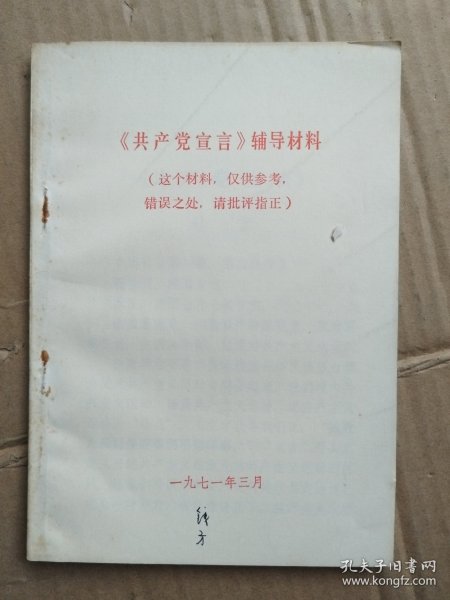 《共产党宣言》辅导材料
（这个材料，仅供参考，
错误之处，请批评指正）
一九七一年三月
孔夫子旧书网
www.kongfz.com